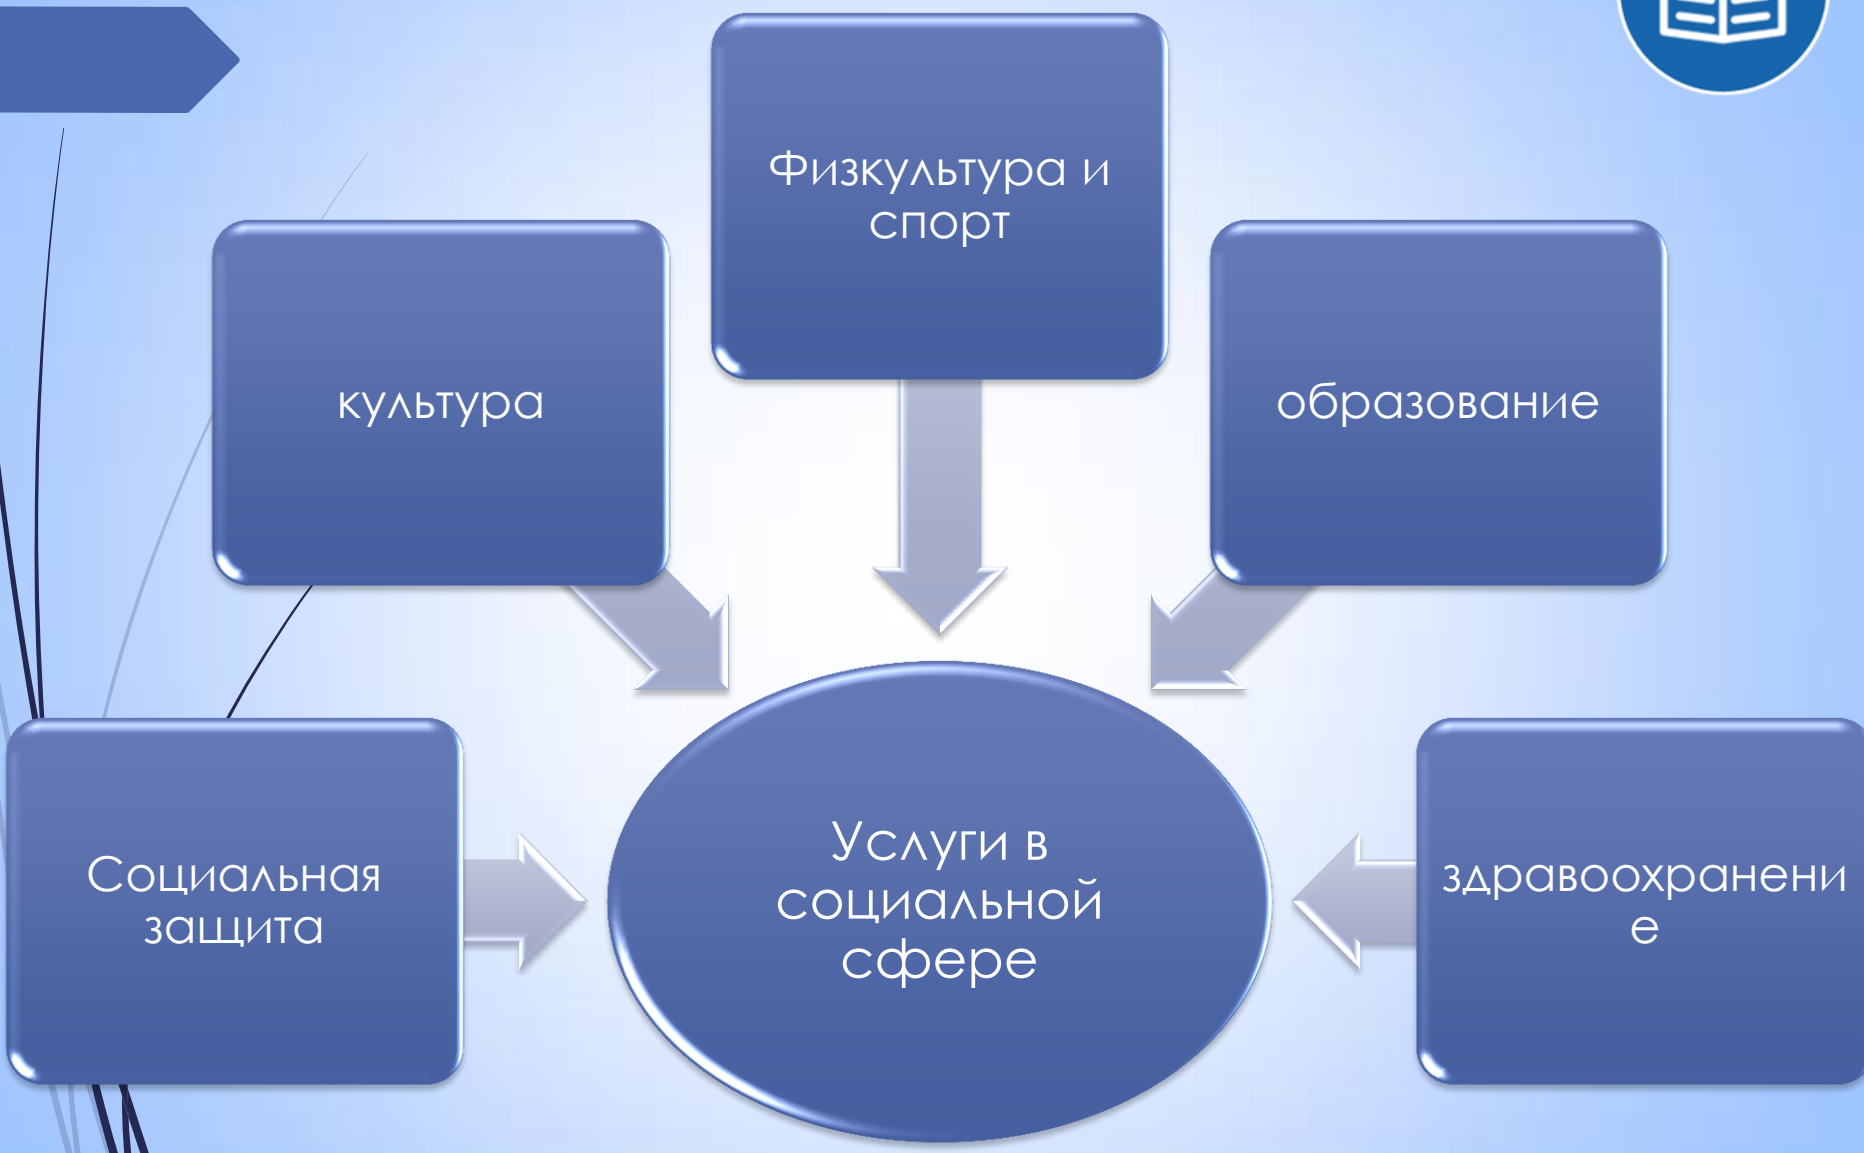 Физкультура и
спорт
культура
образование
Социальная
защита
Услуги в
социальной
сфере
здравоохранени
е